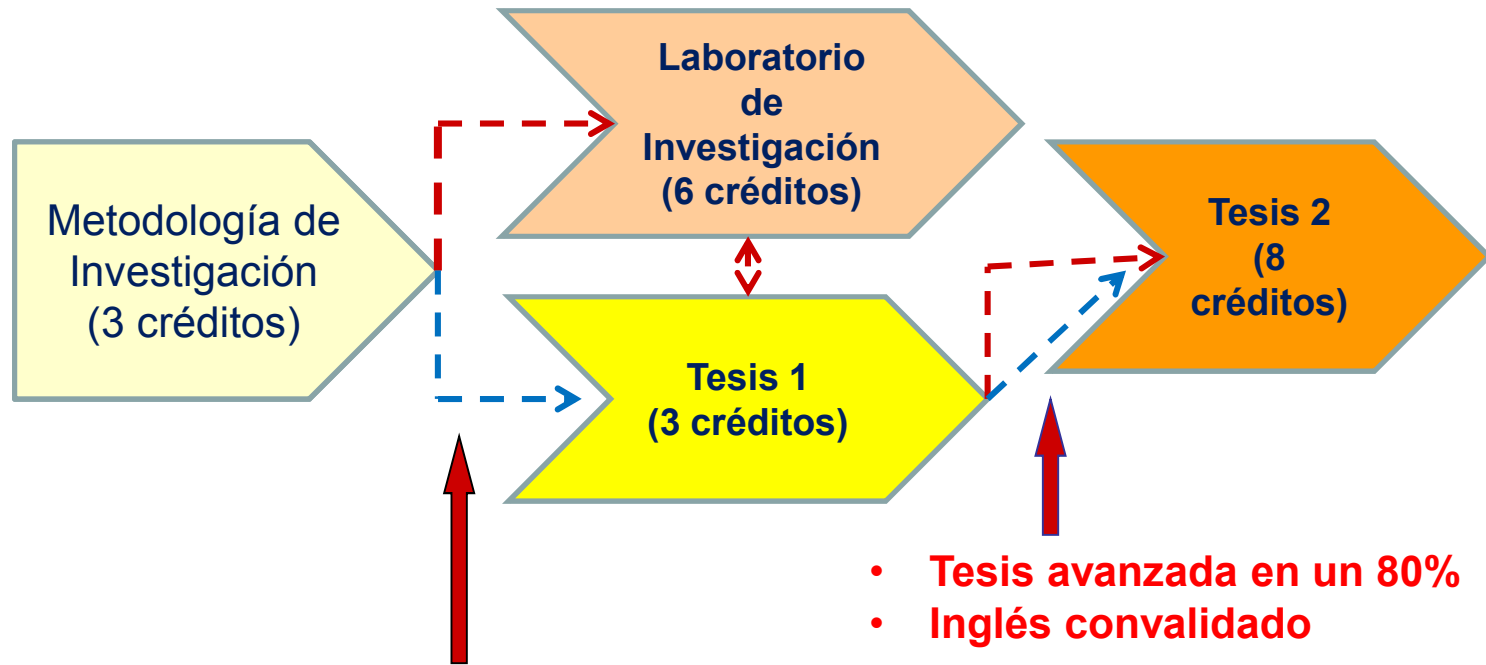 Laboratorio
de
Investigación
(6 créditos)
Metodología de
Investigación
(3 créditos)
Tesis 2
(8
créditos)
Tesis 1
(3 créditos)
• Tesis avanzada en un 80%
• Inglés convalidado